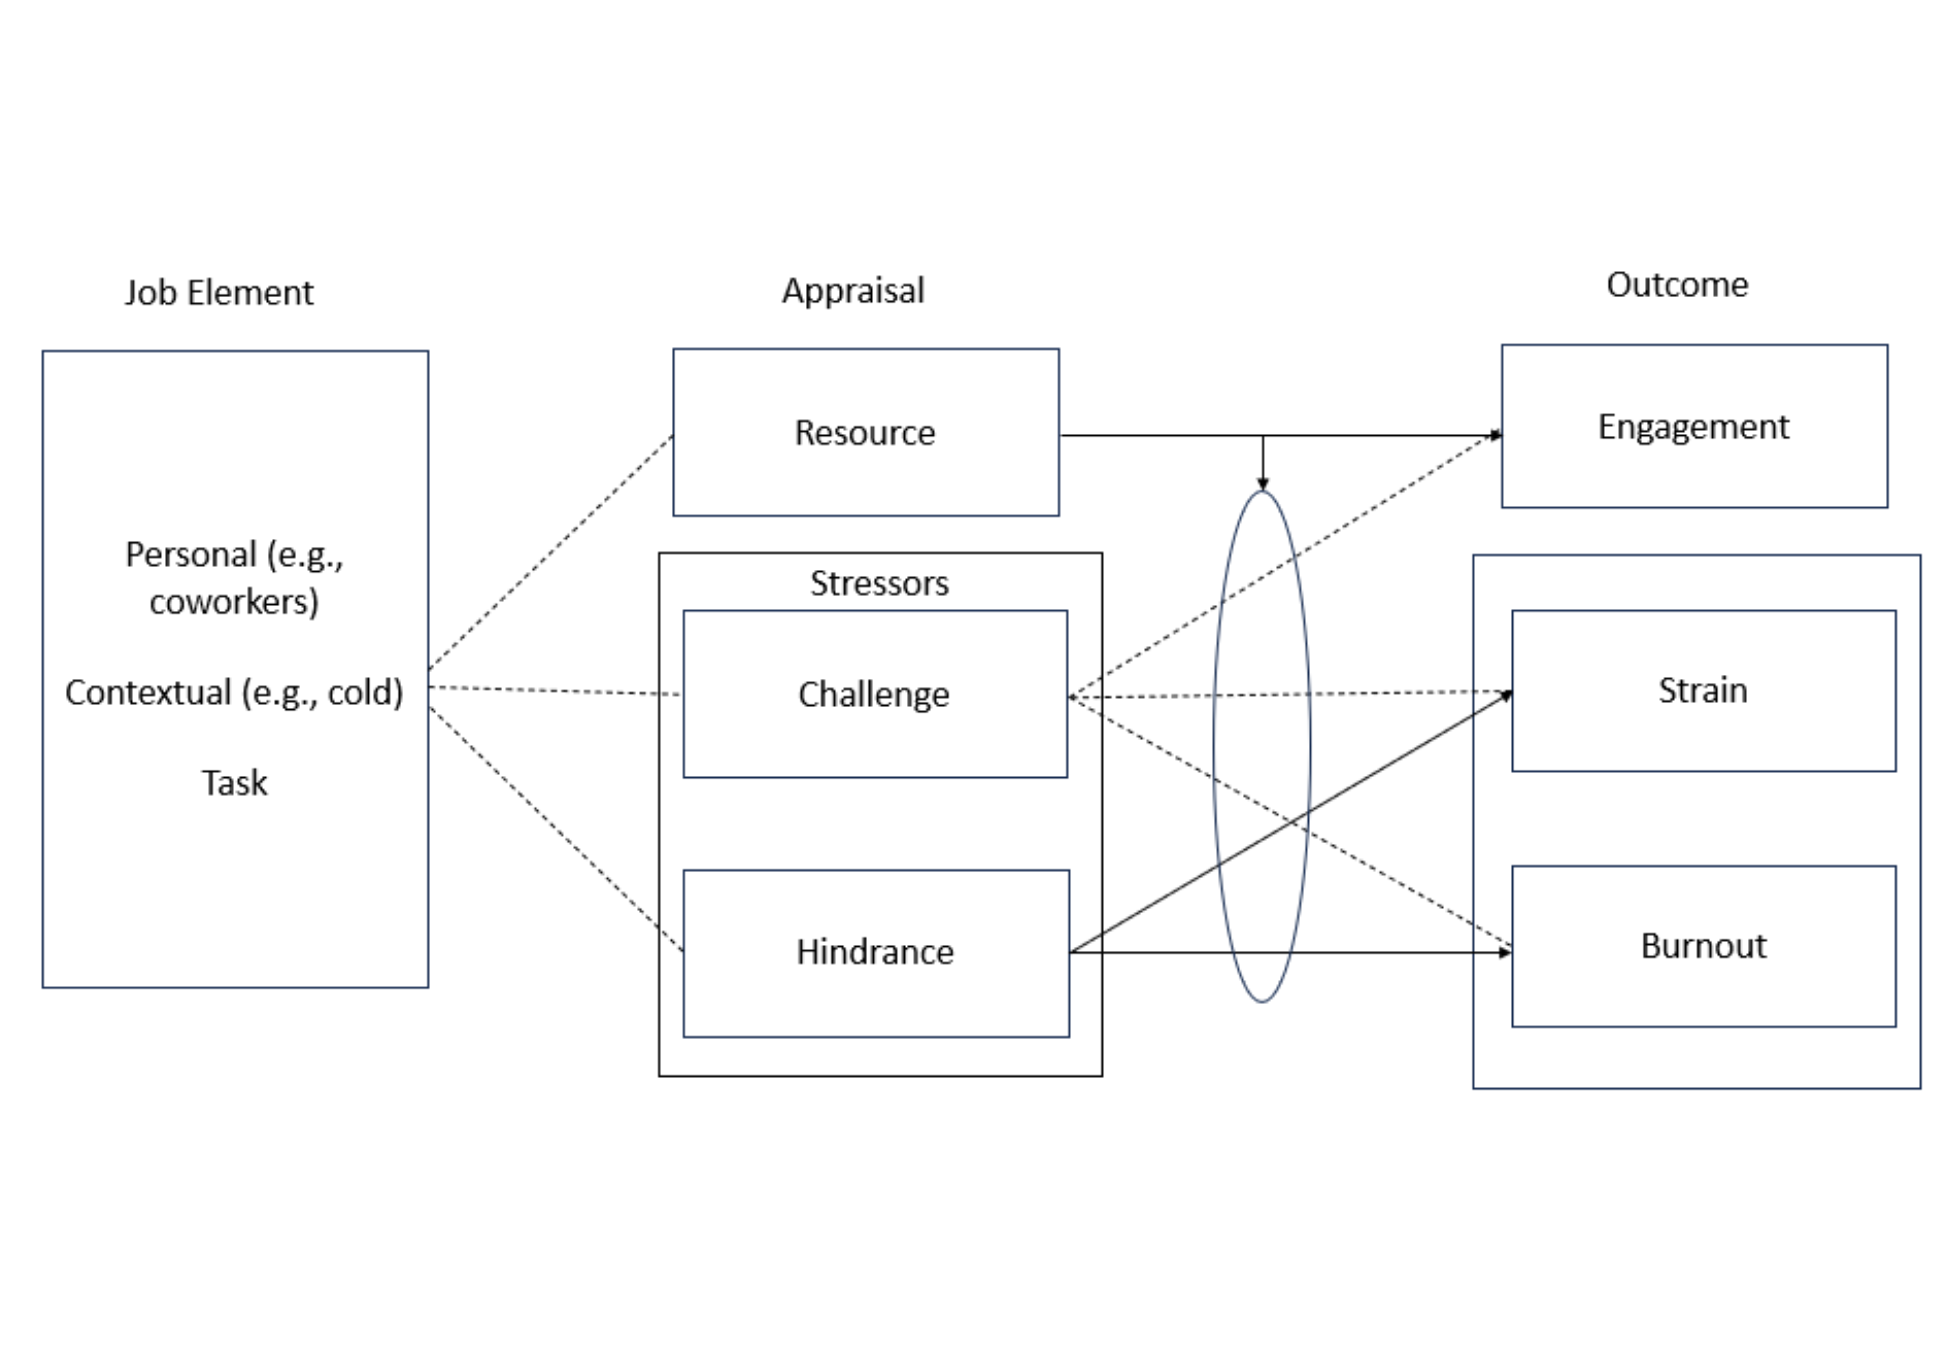 Job Element
Appraisal
Outcome
Personal (e.g.,
coworkers)
Contextual (e.g., cold)
Task
Resource
Stressors
Challenge
Hindrance
Engagement
Strain
Burnout